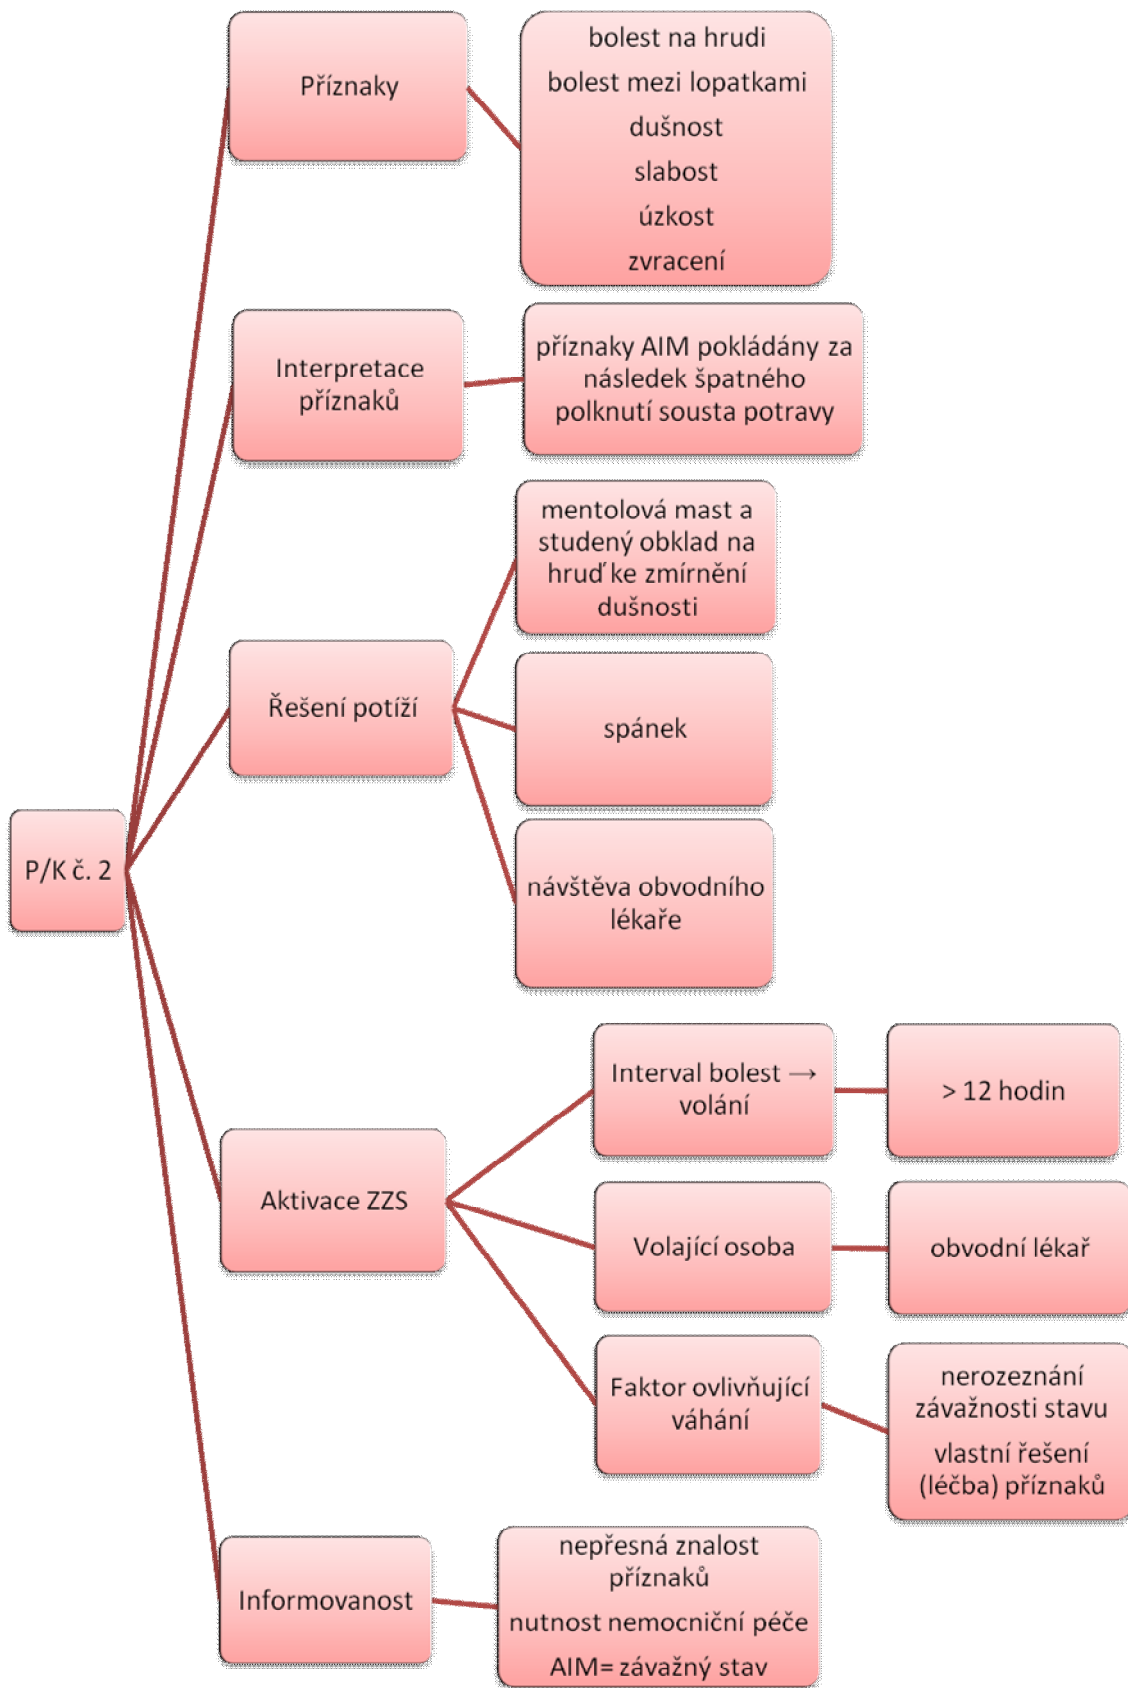 P/K č. 2
Příznaky
bolest na hrudi
bolest mezi lopatkami
dušnost
slabost
úzkost
zvracení
Interpretace
příznaků
příznaky AIM pokládány za
následek špatného
polknutí sousta potravy
Řešení potíží
mentolová mast a
studený obklad na
hruď ke zmírnění
dušnosti
spánek
návštěva obvodního
lékaře
Aktivace ZZS
Interval bolest →
volání
> 12 hodin
Volající osoba
obvodní lékař
Faktor ovlivňující
váhání
nerozeznání
závažnosti stavu
vlastní řešení
(léčba) příznaků
Informovanost
nepřesná znalost
příznaků
nutnost nemocniční péče
AIM= závažný stav